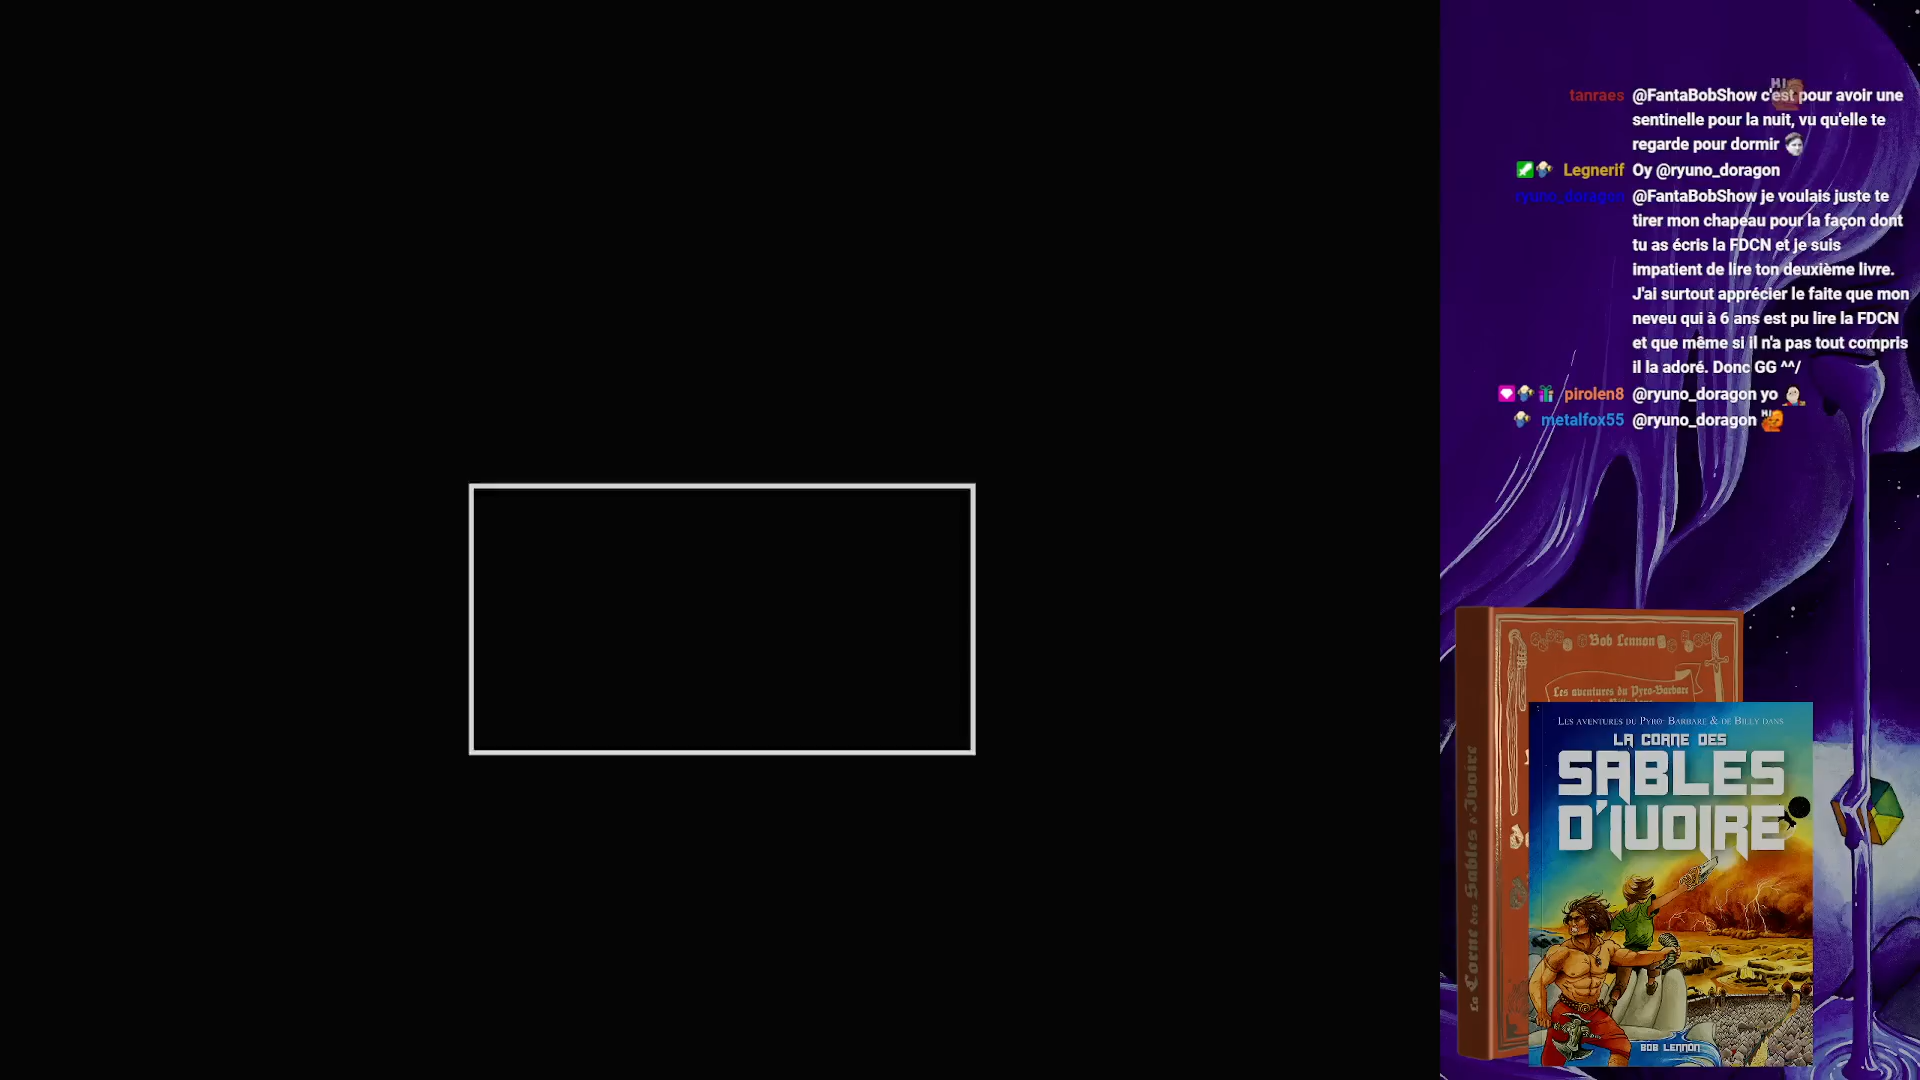 tanraes @FantaBobShow c'est pour avoir une
sentinelle pour la nuit, vu qu'elle te
regarde pour dormir
Legnerif Oy @ryuno_doragon
ryuno_doragon @FantaBobShow je voulais juste te
tirer mon chapeau pour la façon dont
tu as écris la FDCN et je suis
impatient de lire ton deuxième livre.
J'ai surtout apprécier le faite que mon
neveu qui à 6 ans est pu lire la FDCN
et que même si il n'a pas tout compris
il la adoré. Donc GG ^^/
pirolen8 @ryuno_doragon yo
metalfox55 @ryuno_doragon HI
Bob Lennon
Les aventures du Pyro-Barbare
La Corne des Sables d'Ivoire
LES AVENTURES DU PYRO-BARBARE & DE BILLY DANS
LA CORNE DES
SABLES
D'IVOIRE
BOB LENNON